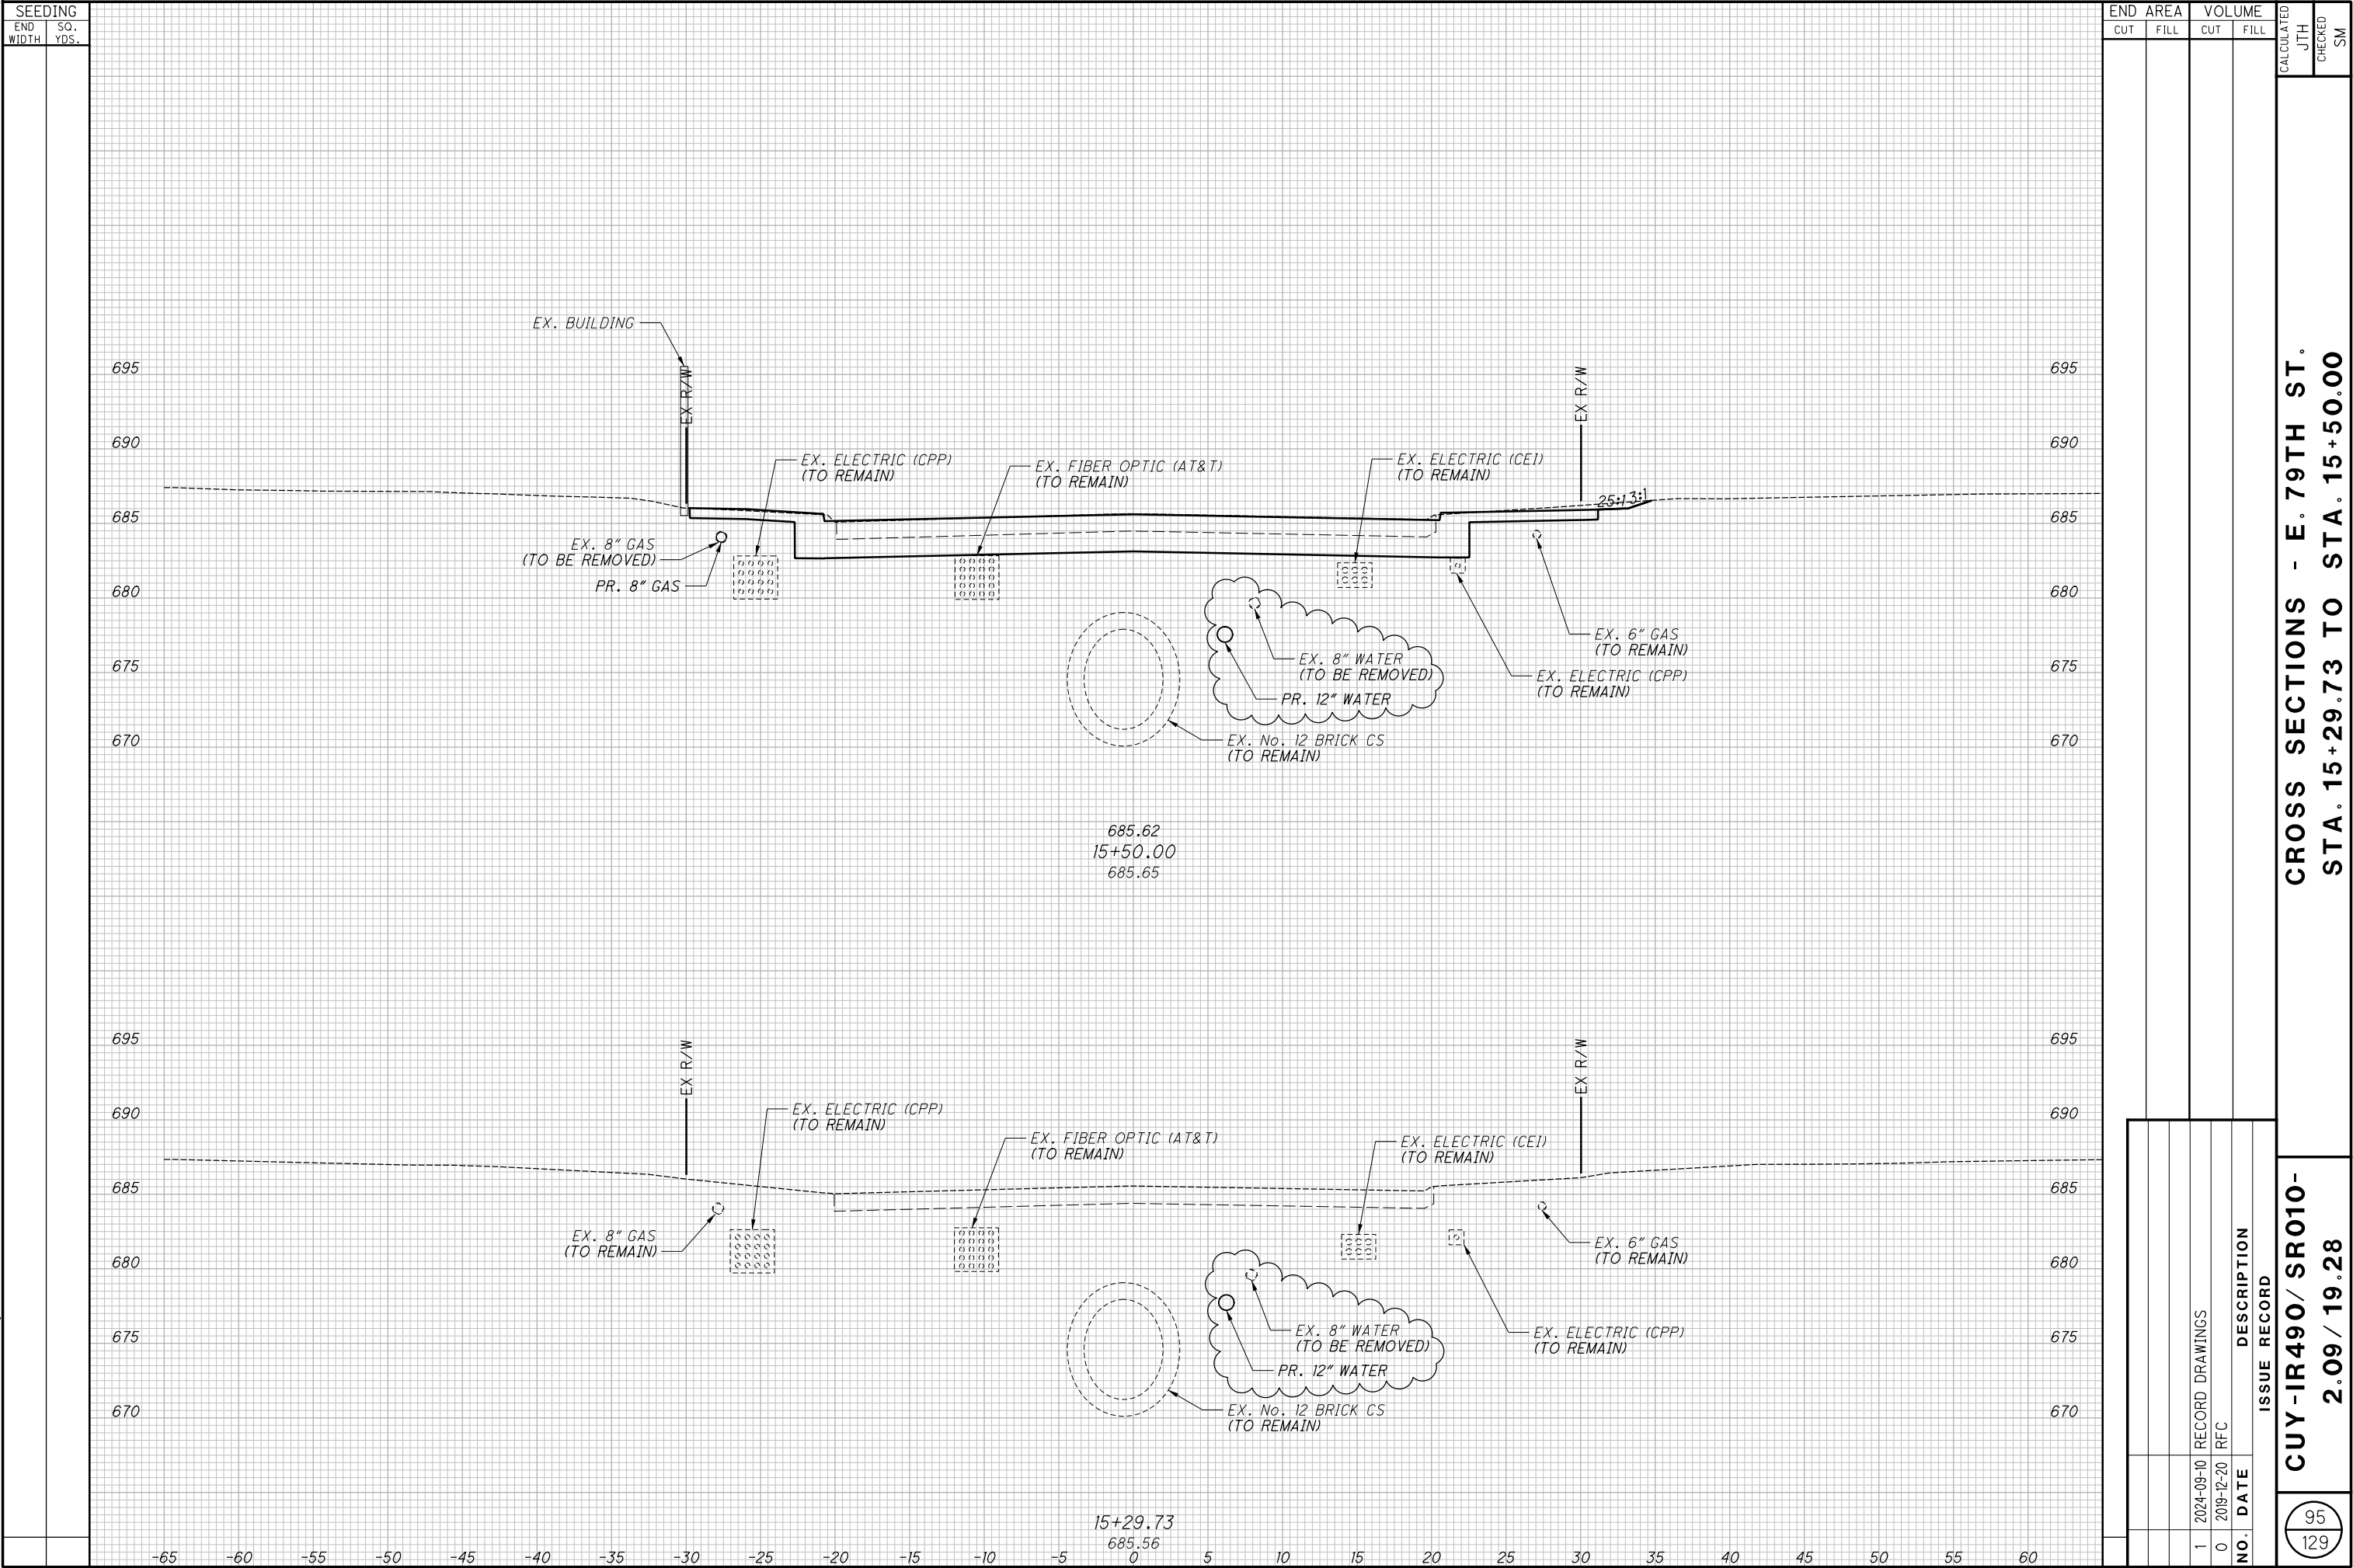 SEEDING
END WIDTH
SQ. YDS.
END AREA
VOLUME
CUT
FILL
CUT
FILL
CALCULATED
JTH
CHECKED
SM
EX. BUILDING
695
EX R/W
EX R/W
695
690
690
EX. ELECTRIC (CPP)
(TO REMAIN)
EX. FIBER OPTIC (AT&T)
(TO REMAIN)
EX. ELECTRIC (CEI)
(TO REMAIN)
25:1
3:1
685
685
EX. 8" GAS
(TO BE REMOVED)
PR. 8" GAS
680
680
EX. 6" GAS
(TO REMAIN)
EX. 8" WATER
(TO BE REMOVED)
EX. ELECTRIC (CPP)
(TO REMAIN)
675
675
PR. 12" WATER
EX. No. 12 BRICK CS
(TO REMAIN)
670
670
685.62
15+50.00
685.65
695
EX R/W
EX R/W
695
690
690
EX. ELECTRIC (CPP)
(TO REMAIN)
EX. FIBER OPTIC (AT&T)
(TO REMAIN)
EX. ELECTRIC (CEI)
(TO REMAIN)
685
685
EX. 8" GAS
(TO REMAIN)
EX. 6" GAS
(TO REMAIN)
680
680
EX. 8" WATER
(TO BE REMOVED)
EX. ELECTRIC (CPP)
(TO REMAIN)
675
675
PR. 12" WATER
EX. No. 12 BRICK CS
(TO REMAIN)
670
670
15+29.73
685.56
-65 -60 -55 -50 -45 -40 -35 -30 -25 -20 -15 -10 -5 0 5 10 15 20 25 30 35 40 45 50 55 60
CROSS SECTIONS - E. 79TH ST.
STA. 15+29.73 TO STA. 15+50.00
1 2024-09-10 RECORD DRAWINGS
0 2019-12-20 RFC
NO. DATE DESCRIPTION
ISSUE RECORD
CUY-IR490/SR010-
2.09/19.28
95
129